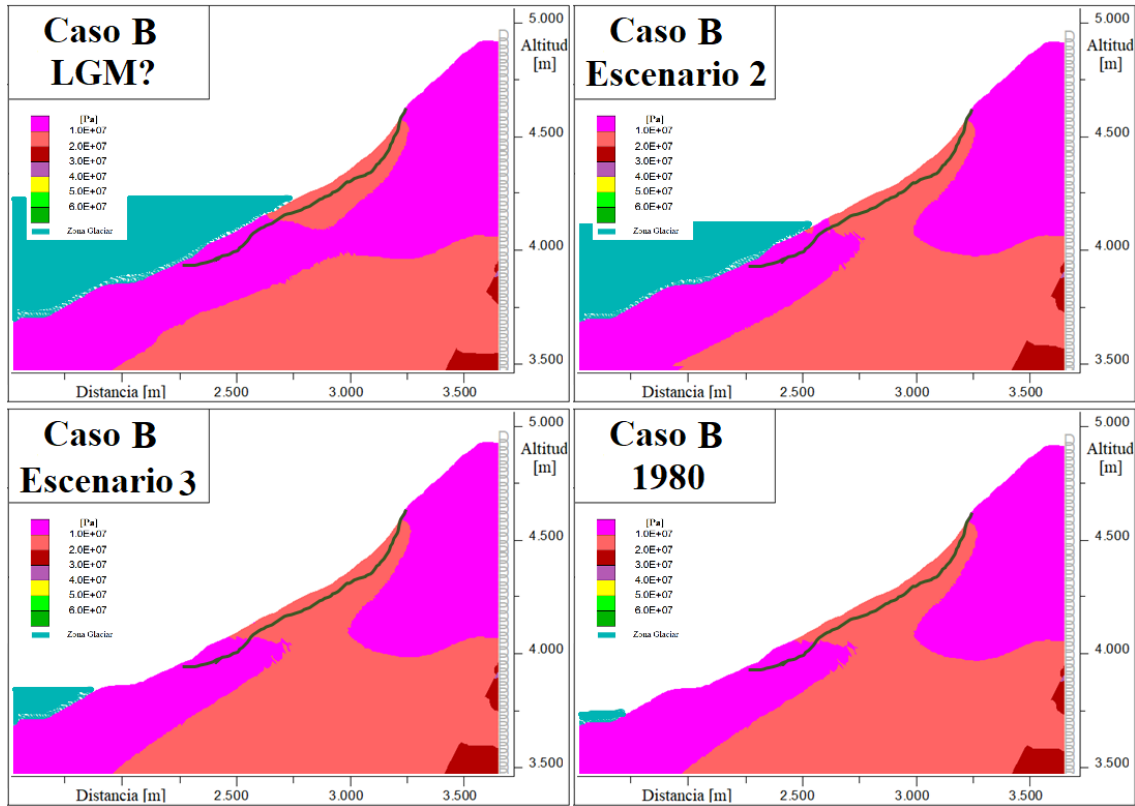 Caso B
LGM?
[Pa]
1.0E+07
2.0E+07
3.0E+07
4.0E+07
5.0E+07
6.0E+07
Zona Glaciar
5.000
Altitud
[m]
4.500
4.000
3.500
Distancia [m]
2.500
3.000
3.500
Caso B
Escenario 2
[Pa]
1.0E+07
2.0E+07
3.0E+07
4.0E+07
5.0E+07
6.0E+07
Zona Glaciar
5.000
Altitud
[m]
4.500
4.000
3.500
Distancia [m]
2.500
3.000
3.500
Caso B
Escenario 3
[Pa]
1.0E+07
2.0E+07
3.0E+07
4.0E+07
5.0E+07
6.0E+07
Zona Glaciar
5.000
Altitud
[m]
4.500
4.000
3.500
Distancia [m]
2.500
3.000
3.500
Caso B
1980
[Pa]
1.0E+07
2.0E+07
3.0E+07
4.0E+07
5.0E+07
6.0E+07
Zona Glaciar
5.000
Altitud
[m]
4.500
4.000
3.500
Distancia [m]
2.500
3.000
3.500